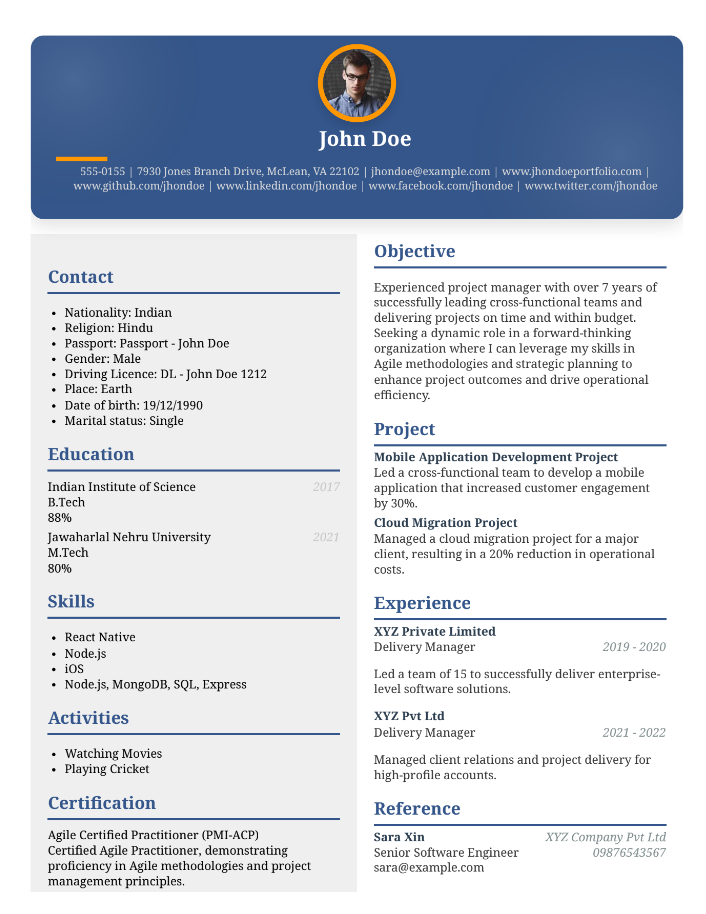 John Doe
555-0155 | 7930 Jones Branch Drive, McLean, VA 22102 | jhondoe@example.com | www.jhondoeportfolio.com |
www.github.com/jhondoe | www.linkedin.com/jhondoe | www.facebook.com/jhondoe | www.twitter.com/jhondoe
Contact
• Nationality: Indian
• Religion: Hindu
• Passport: Passport - John Doe
• Gender: Male
• Driving Licence: DL - John Doe 1212
• Place: Earth
• Date of birth: 19/12/1990
• Marital status: Single
Education
Indian Institute of Science 2017
B.Tech
88%
Jawaharlal Nehru University 2021
M.Tech
80%
Skills
• React Native
• Node.js
• iOS
• Node.js, MongoDB, SQL, Express
Activities
• Watching Movies
• Playing Cricket
Certification
Agile Certified Practitioner (PMI-ACP)
Certified Agile Practitioner, demonstrating
proficiency in Agile methodologies and project
management principles.
Objective
Experienced project manager with over 7 years of
successfully leading cross-functional teams and
delivering projects on time and within budget.
Seeking a dynamic role in a forward-thinking
organization where I can leverage my skills in
Agile methodologies and strategic planning to
enhance project outcomes and drive operational
efficiency.
Project
Mobile Application Development Project
Led a cross-functional team to develop a mobile
application that increased customer engagement
by 30%.
Cloud Migration Project
Managed a cloud migration project for a major
client, resulting in a 20% reduction in operational
costs.
Experience
XYZ Private Limited
Delivery Manager 2019 - 2020
Led a team of 15 to successfully deliver enterprise-
level software solutions.
XYZ Pvt Ltd
Delivery Manager 2021 - 2022
Managed client relations and project delivery for
high-profile accounts.
Reference
Sara Xin XYZ Company Pvt Ltd
Senior Software Engineer 09876543567
sara@example.com